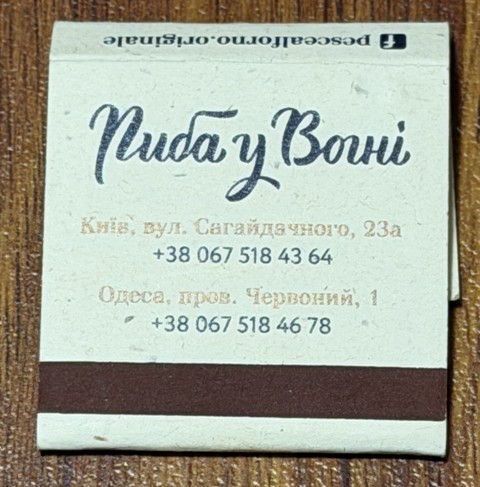 pescealforno.originale
Риба у Вогні
Київ, вул. Сагайдачного, 23а
+38 067 518 43 64
Одеса, пров. Червоний, 1
+38 067 518 46 78